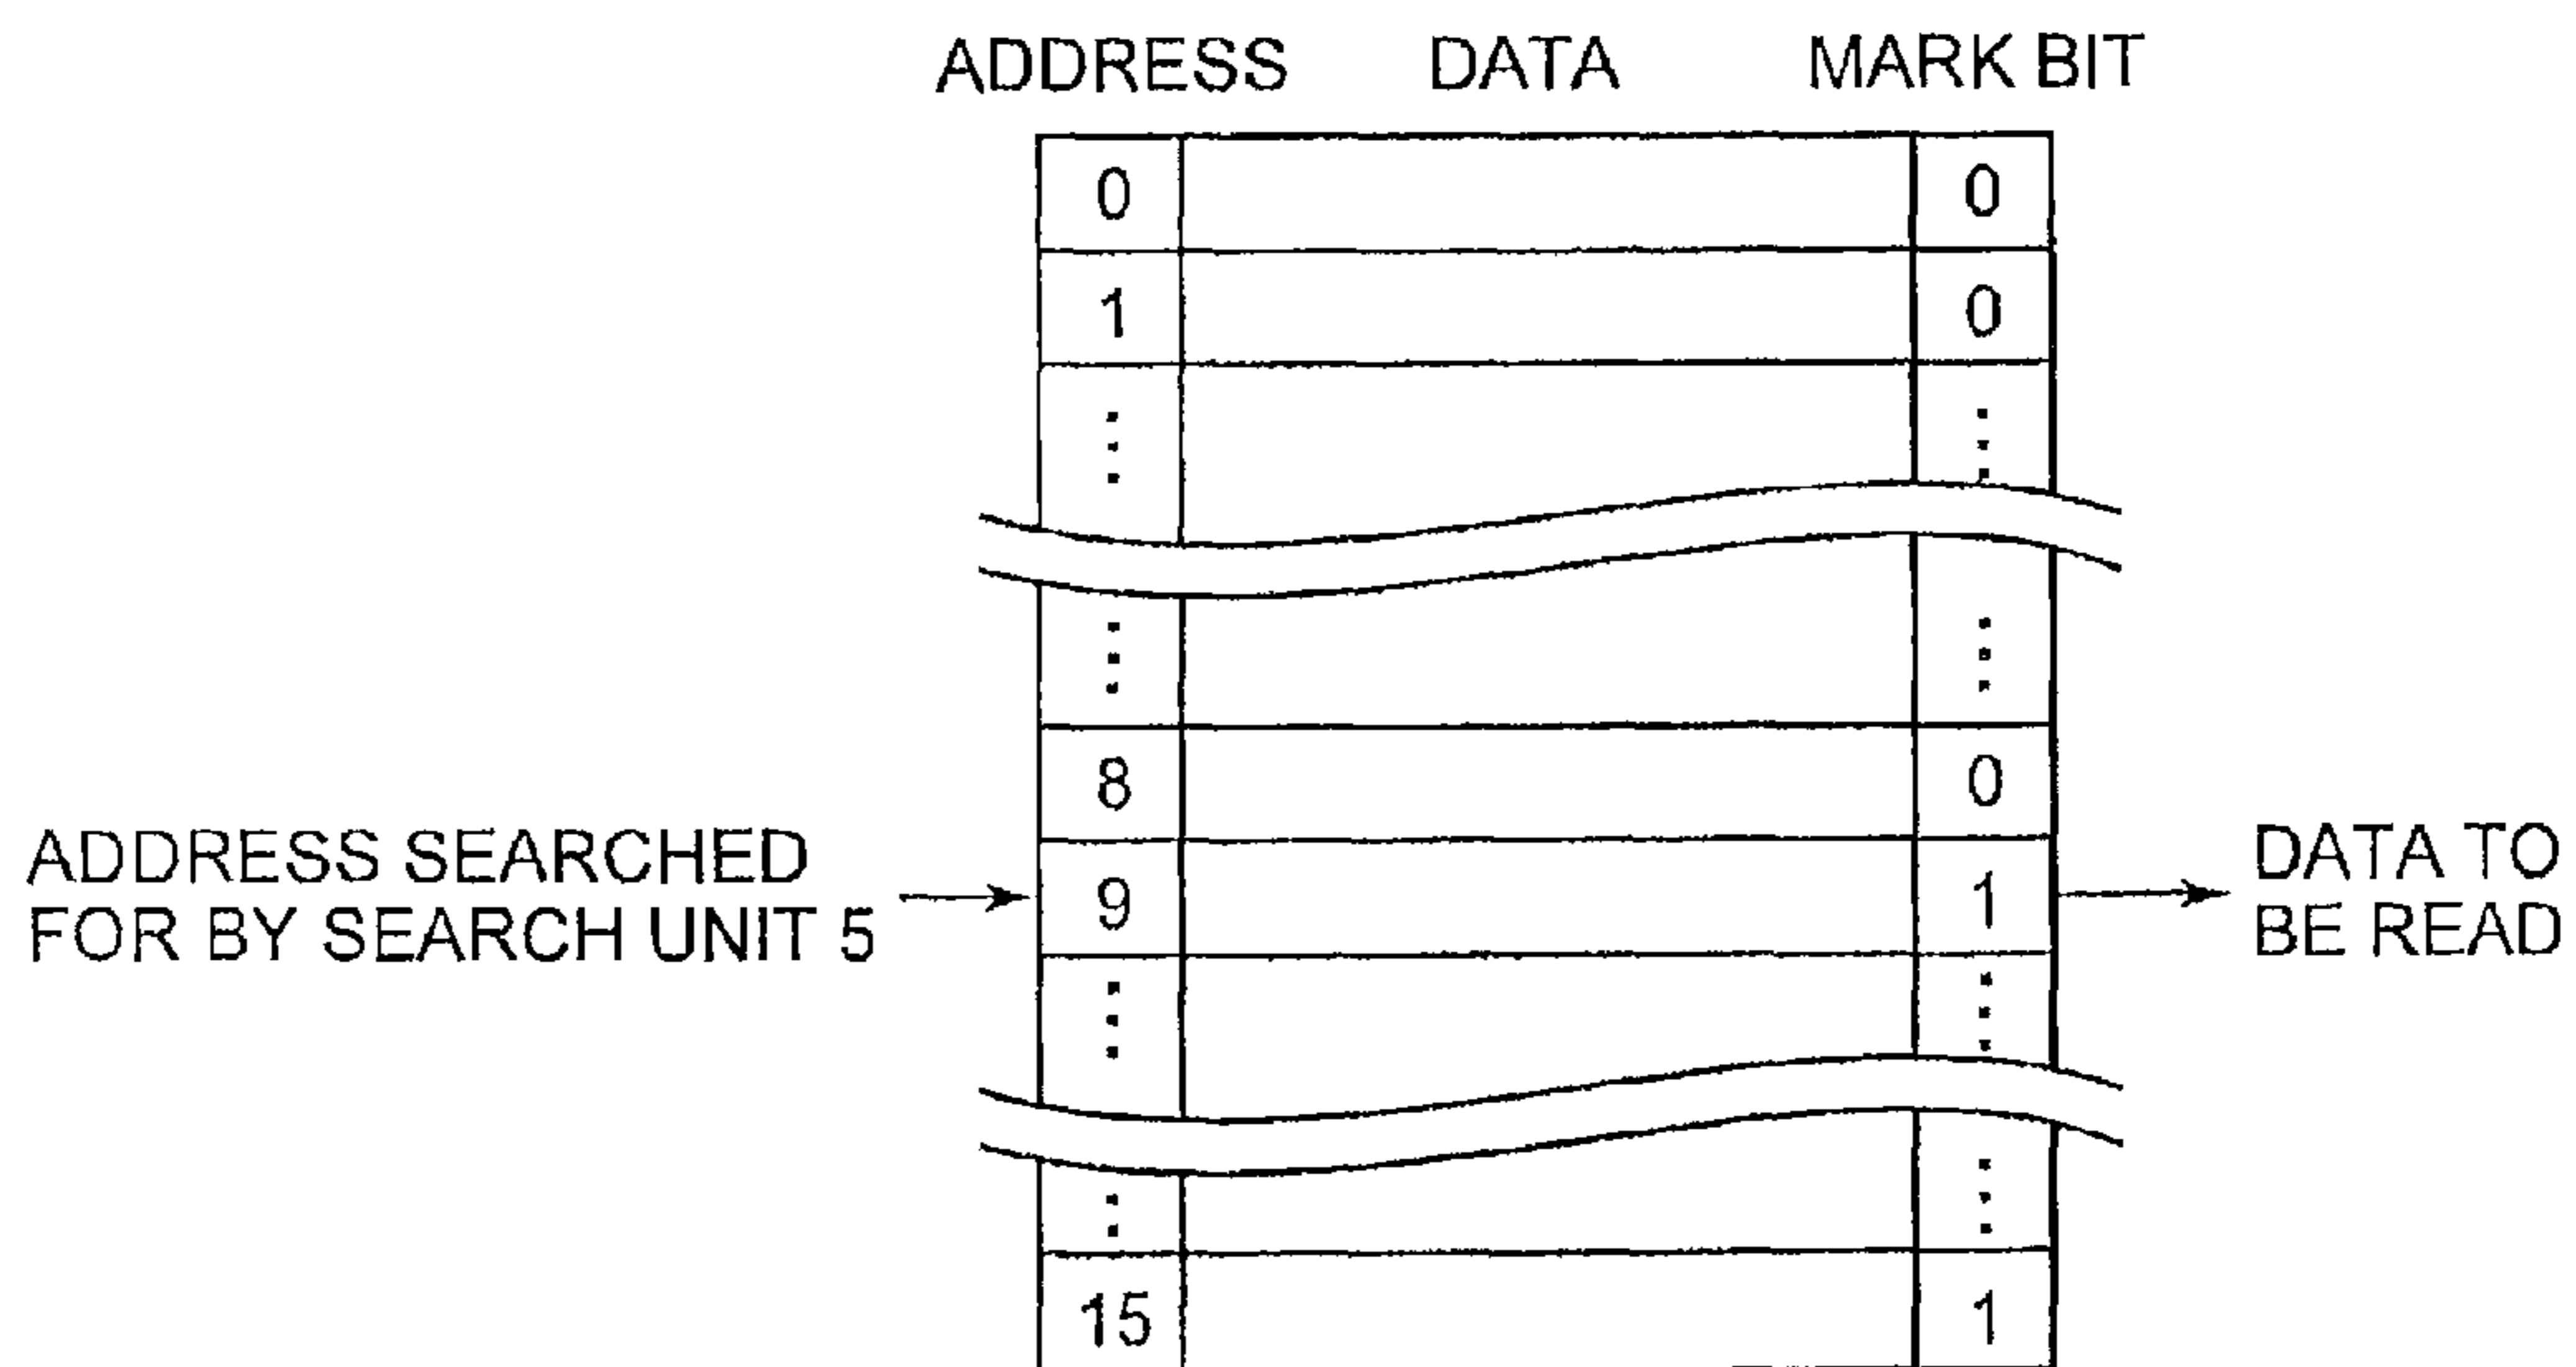 ADDRESS DATA MARK BIT
0 0
1 0
⋮ ⋮
⋮ ⋮
8 0
ADDRESS SEARCHED
FOR BY SEARCH UNIT 5
9 1
DATA TO
BE READ
⋮ ⋮
⋮ ⋮
15 1